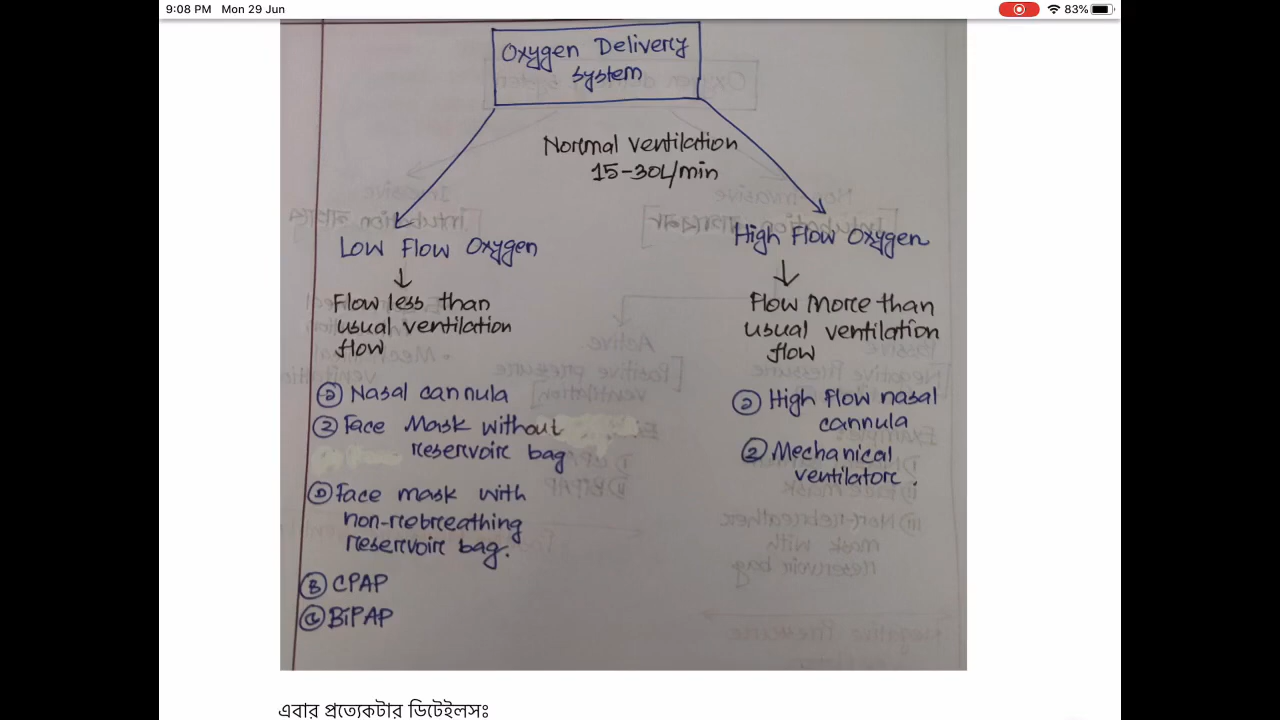 9:08 PM Mon 29 Jun
83%
Oxygen Delivery
system
Normal ventilation
15-30L/min
Low Flow Oxygen
High Flow Oxygen
Flow less than
usual ventilation
flow
Flow More than
usual ventilation
flow
Nasal cannula
২ Face Mask without
reservoir bag
Face mask with
non-rebreathing
reservoir bag.
CPAP
BiPAP
High flow nasal
cannula
২ Mechanical
ventilator.
এবার প্রত্যেকটার ডিটেইলসঃ